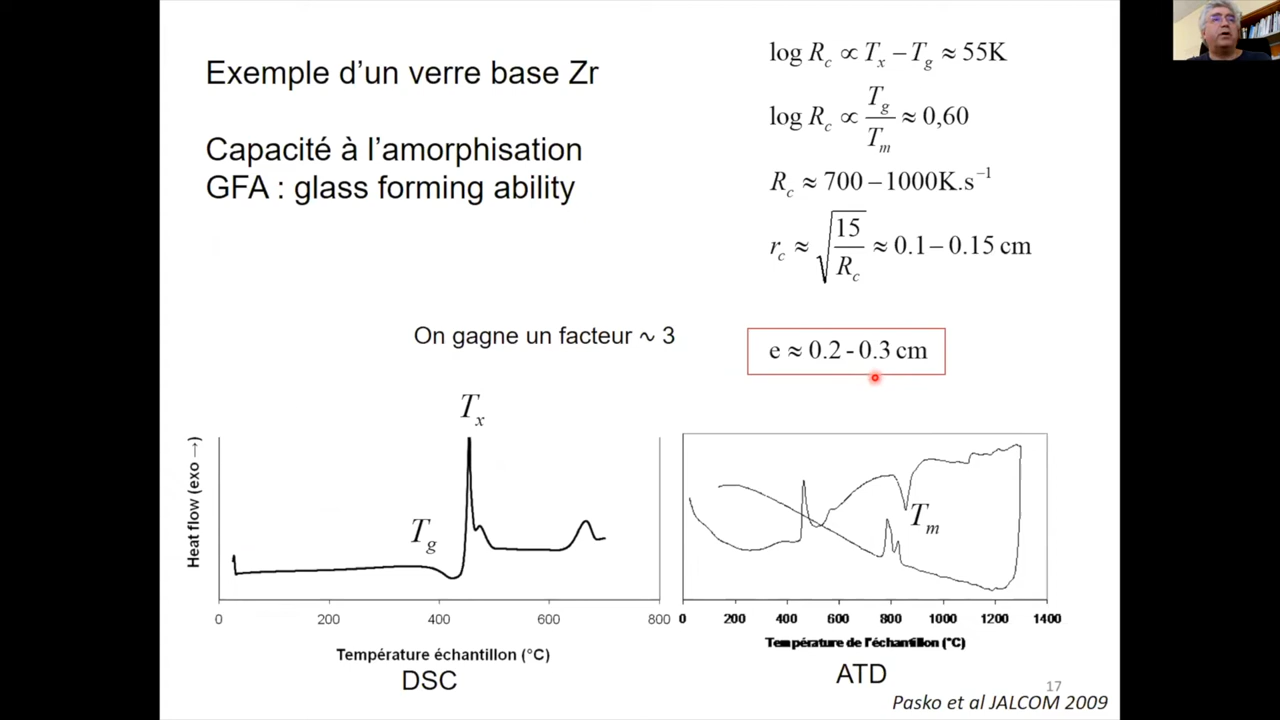 Exemple d’un verre base Zr
Capacité à l’amorphisation
GFA : glass forming ability
log R_c ∝ T_x − T_g ≈ 55K
log R_c ∝ T_g / T_m ≈ 0,60
R_c ≈ 700 − 1000K.s⁻¹
r_c ≈ √(15 / R_c) ≈ 0.1 – 0.15 cm
On gagne un facteur ~ 3
e ≈ 0.2 - 0.3 cm
Heat flow (exo →)
T_x
T_g
0 200 400 600 800
Température échantillon (°C)
DSC
T_m
0 200 400 600 800 1000 1200 1400
Température de l'échantillon (°C)
ATD
17
Pasko et al JALCOM 2009